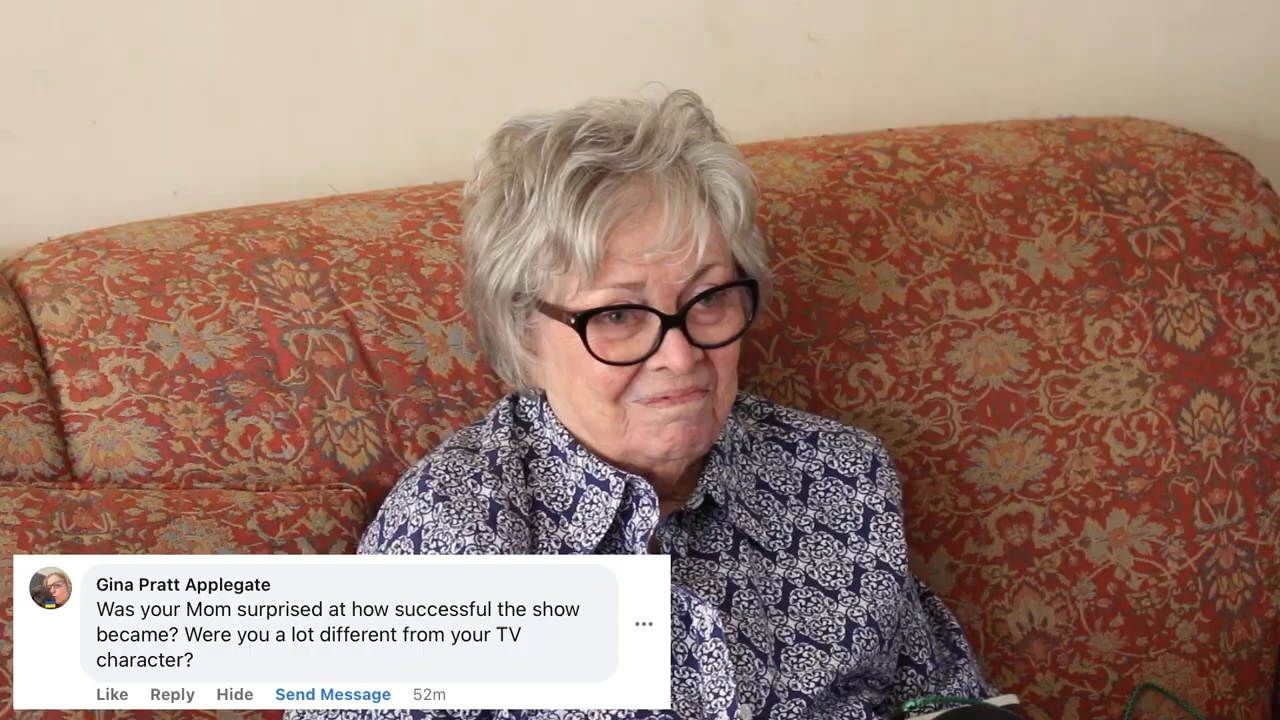 Gina Pratt Applegate
Was your Mom surprised at how successful the show
became? Were you a lot different from your TV
character?
Like Reply Hide Send Message 52m